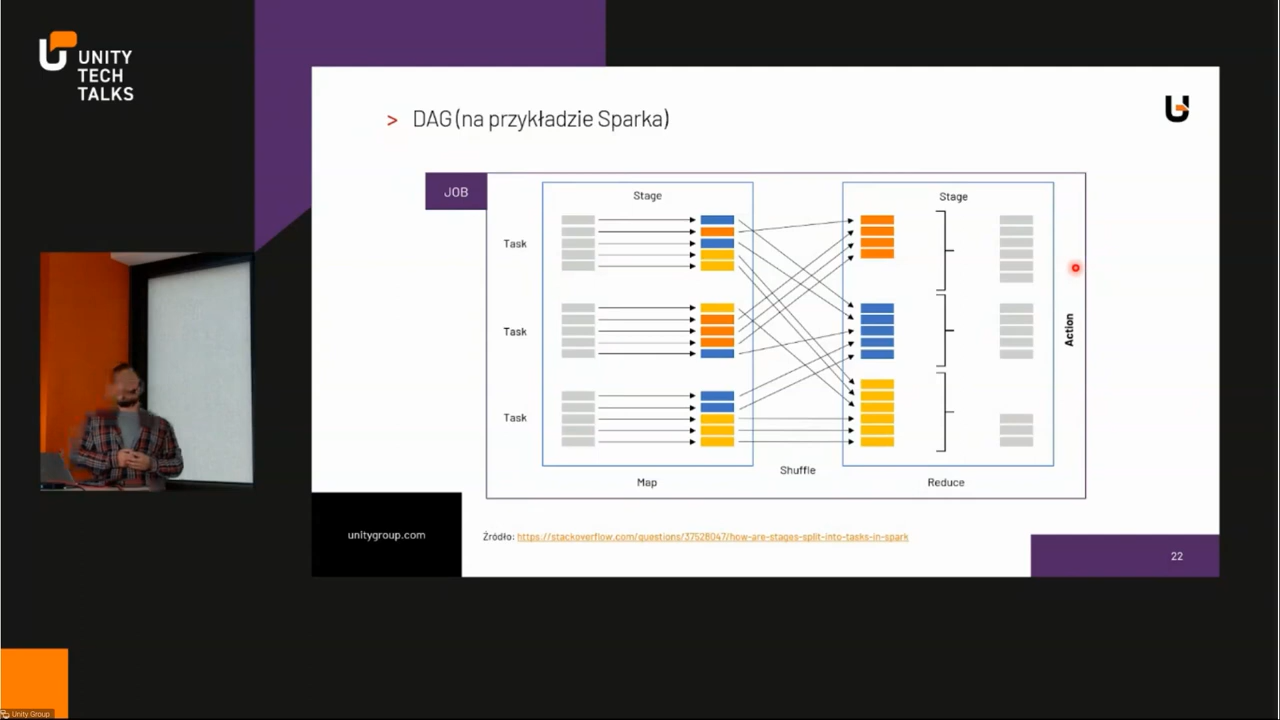 UNITY
TECH
TALKS
> DAG (na przykładzie Sparka)
JOB
Stage
Stage
Task
Task
Task
Action
Shuffle
Map
Reduce
unitygroup.com
Źródło: https://stackoverflow.com/questions/37528047/how-are-stages-split-into-tasks-in-spark
22
Unity Group